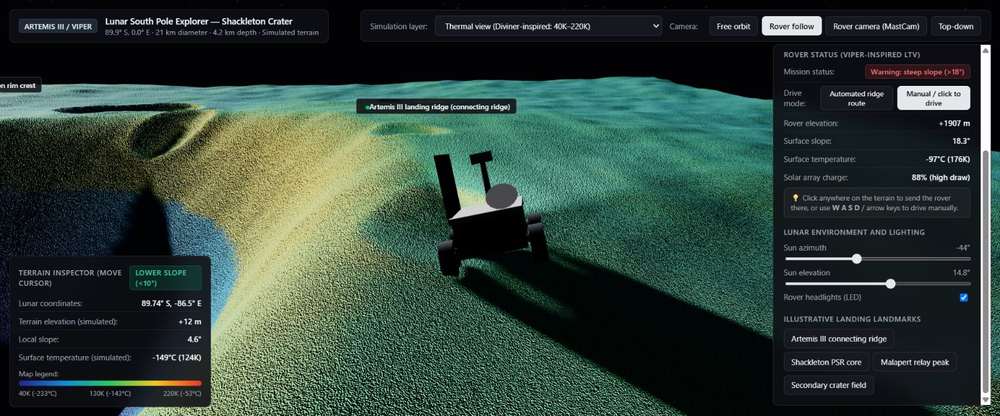 ARTEMIS III / VIPER
Lunar South Pole Explorer — Shackleton Crater
89.9° S, 0.0° E · 21 km diameter · 4.2 km depth · Simulated terrain
Simulation layer:
Thermal view (Diviner-inspired: 40K–220K)
Camera:
Free orbit
Rover follow
Rover camera (MastCam)
Top-down
on rim crest
Artemis III landing ridge (connecting ridge)
ROVER STATUS (VIPER-INSPIRED LTV)
Mission status:
Warning: steep slope (>18°)
Drive mode:
Automated ridge route
Manual / click to drive
Rover elevation:
+1907 m
Surface slope:
18.3°
Surface temperature:
-97°C (176K)
Solar array charge:
88% (high draw)
💡 Click anywhere on the terrain to send the rover
there, or use W A S D / arrow keys to drive manually.
LUNAR ENVIRONMENT AND LIGHTING
Sun azimuth
-44°
Sun elevation
14.8°
Rover headlights (LED)
ILLUSTRATIVE LANDING LANDMARKS
Artemis III connecting ridge
Shackleton PSR core
Malapert relay peak
Secondary crater field
TERRAIN INSPECTOR (MOVE CURSOR)
LOWER SLOPE (<10°)
Lunar coordinates:
89.74° S, -86.5° E
Terrain elevation (simulated):
+12 m
Local slope:
4.6°
Surface temperature (simulated):
-149°C (124K)
Map legend:
40K (-233°C)
130K (-143°C)
220K (-53°C)